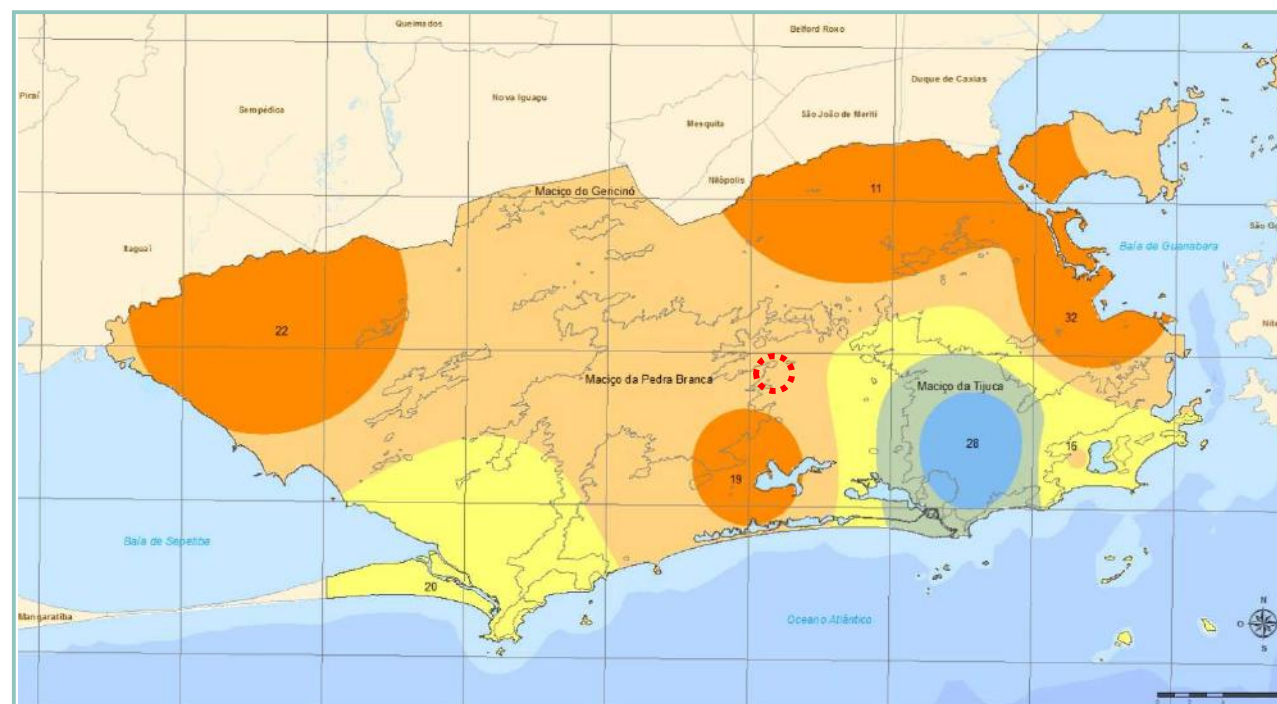 Queimados
Belford Roxo
Duque de Caxias
Piraí
Seropédica
Nova Iguaçu
Mesquita
São João de Meriti
Nilópolis
Maciço do Gericinó
11
Itaguaí
Baía de Guanabara
22
32
Maciço da Pedra Branca
Maciço da Tijuca
28
16
19
Baía de Sepetiba
20
Mangaratiba
Oceano Atlântico
N
O
S